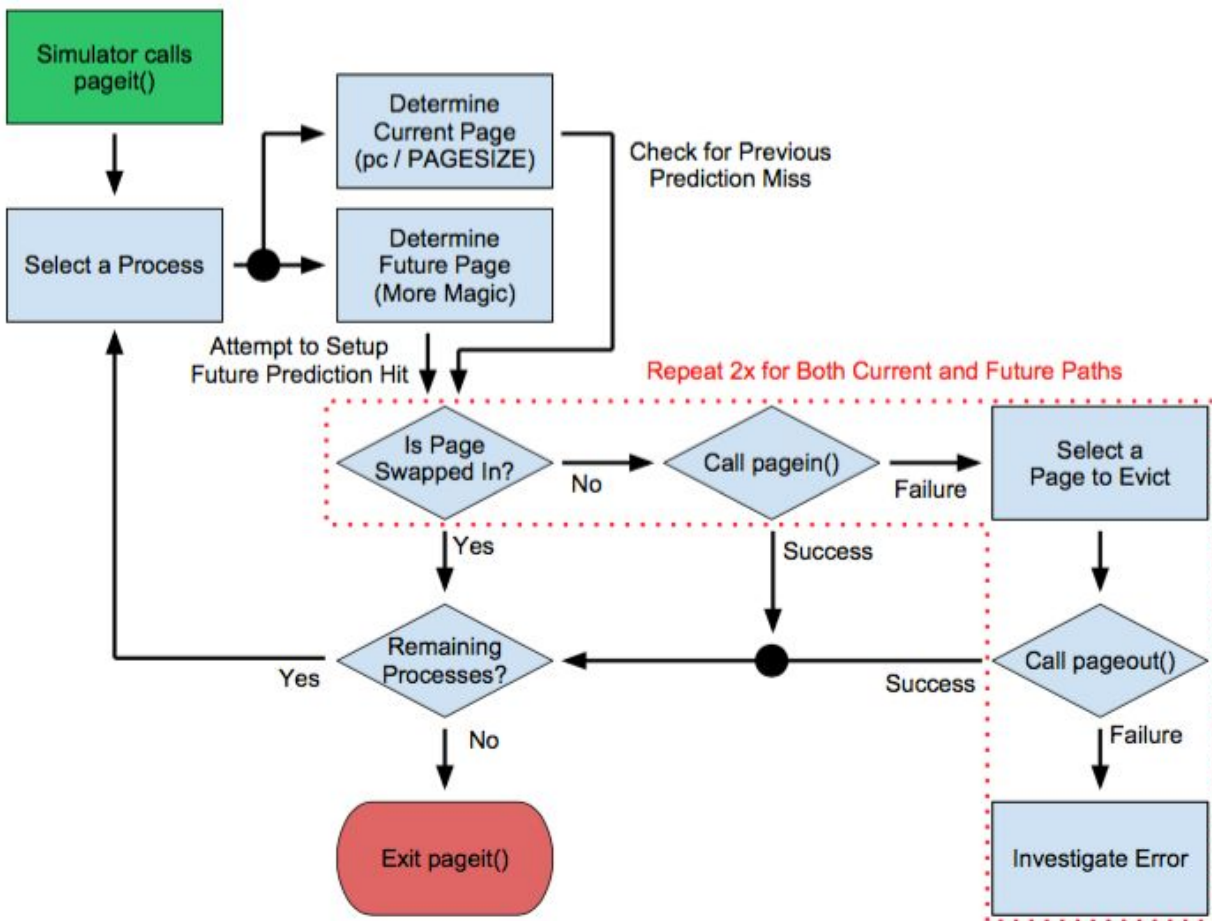 Simulator calls
pageit()
Determine
Current Page
(pc / PAGESIZE)
Check for Previous
Prediction Miss
Select a Process
Determine
Future Page
(More Magic)
Attempt to Setup
Future Prediction Hit
Repeat 2x for Both Current and Future Paths
Is Page
Swapped In?
No
Call pagein()
Failure
Select a
Page to Evict
Yes
Success
Remaining
Processes?
Yes
Success
Call pageout()
No
Failure
Exit pageit()
Investigate Error